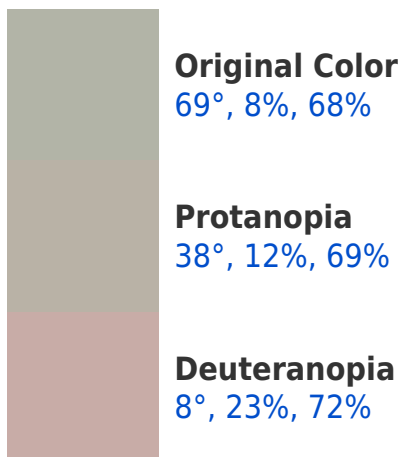 Original Color
69°, 8%, 68%
Protanopia
38°, 12%, 69%
Deuteranopia
8°, 23%, 72%